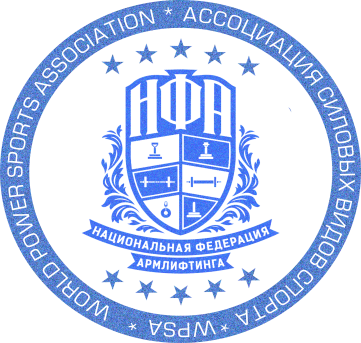 WORLD POWER SPORTS ASSOCIATION * АССОЦИАЦИЯ СИЛОВЫХ ВИДОВ СПОРТА * WPSA *
НФА
НАЦИОНАЛЬНАЯ ФЕДЕРАЦИЯ
АРМЛИФТИНГА